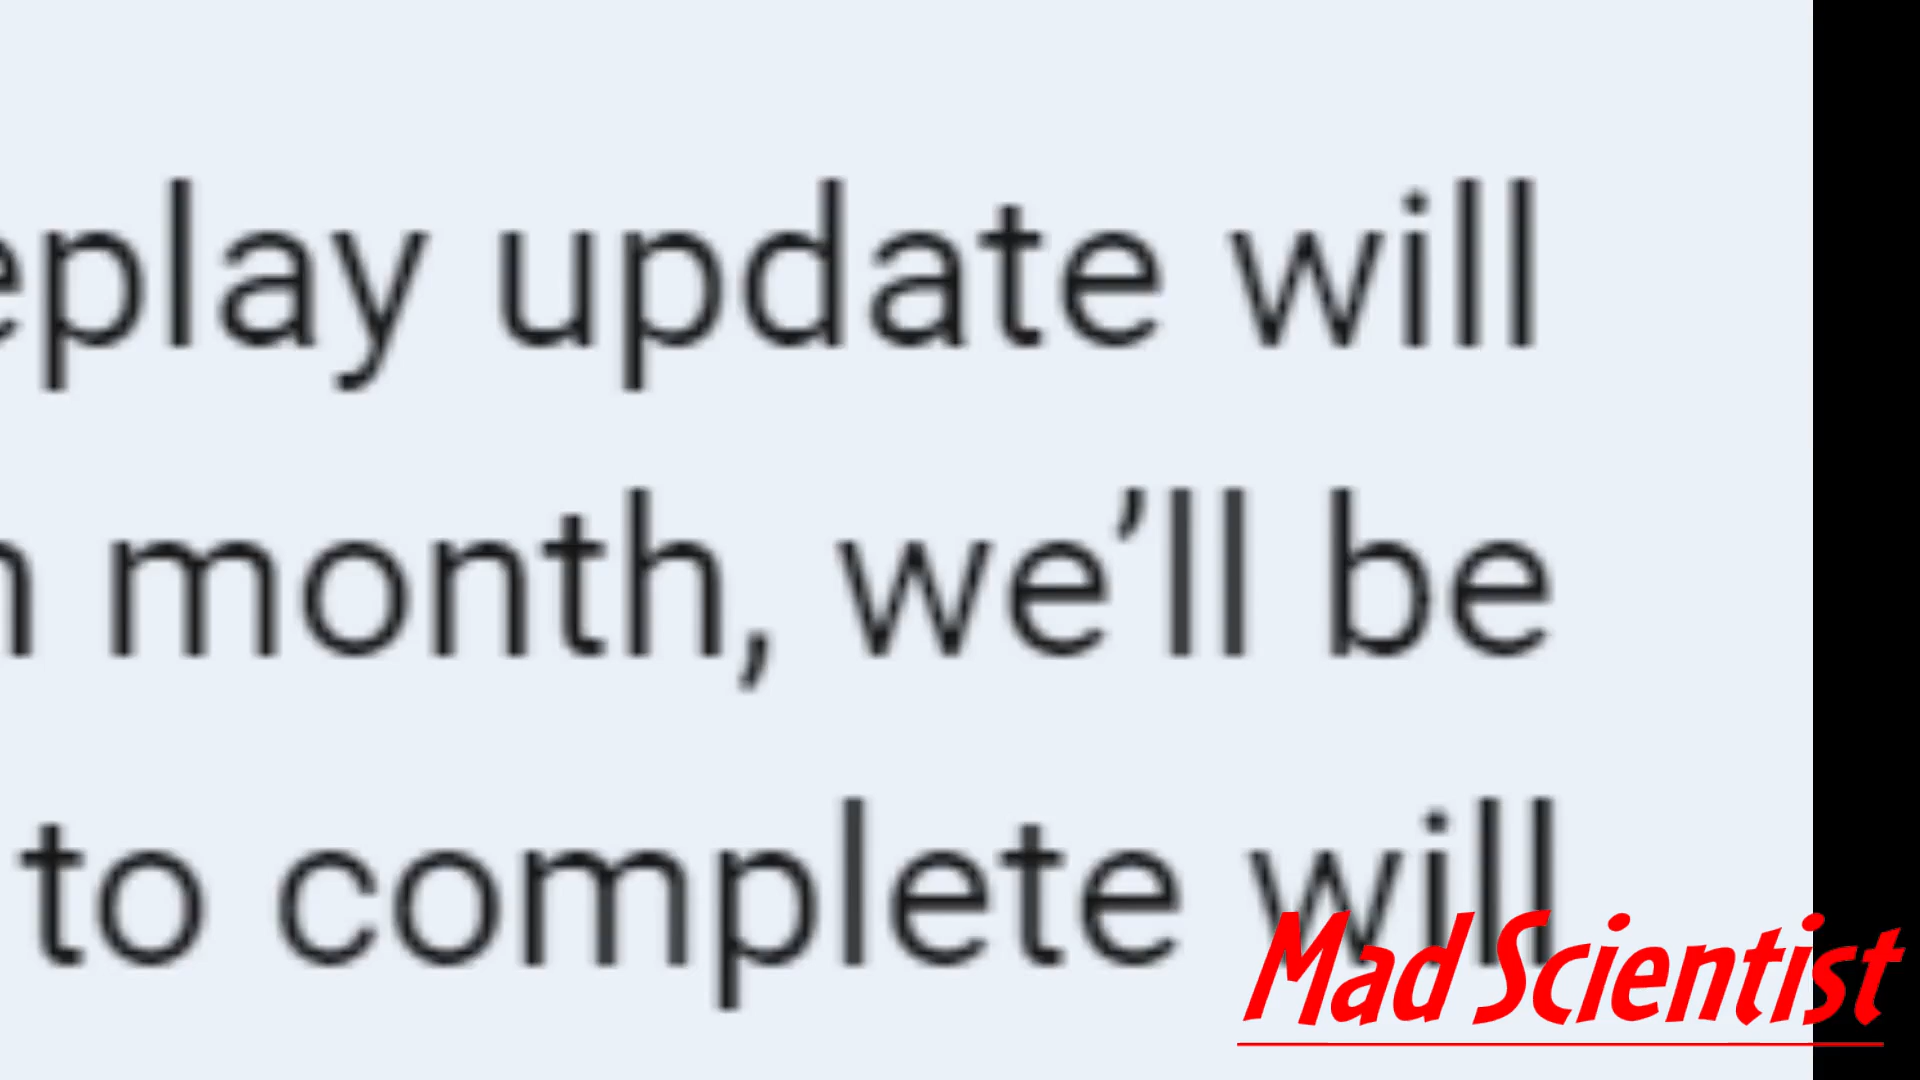 eplay update will
month, we’ll be
to complete will
Mad Scientist